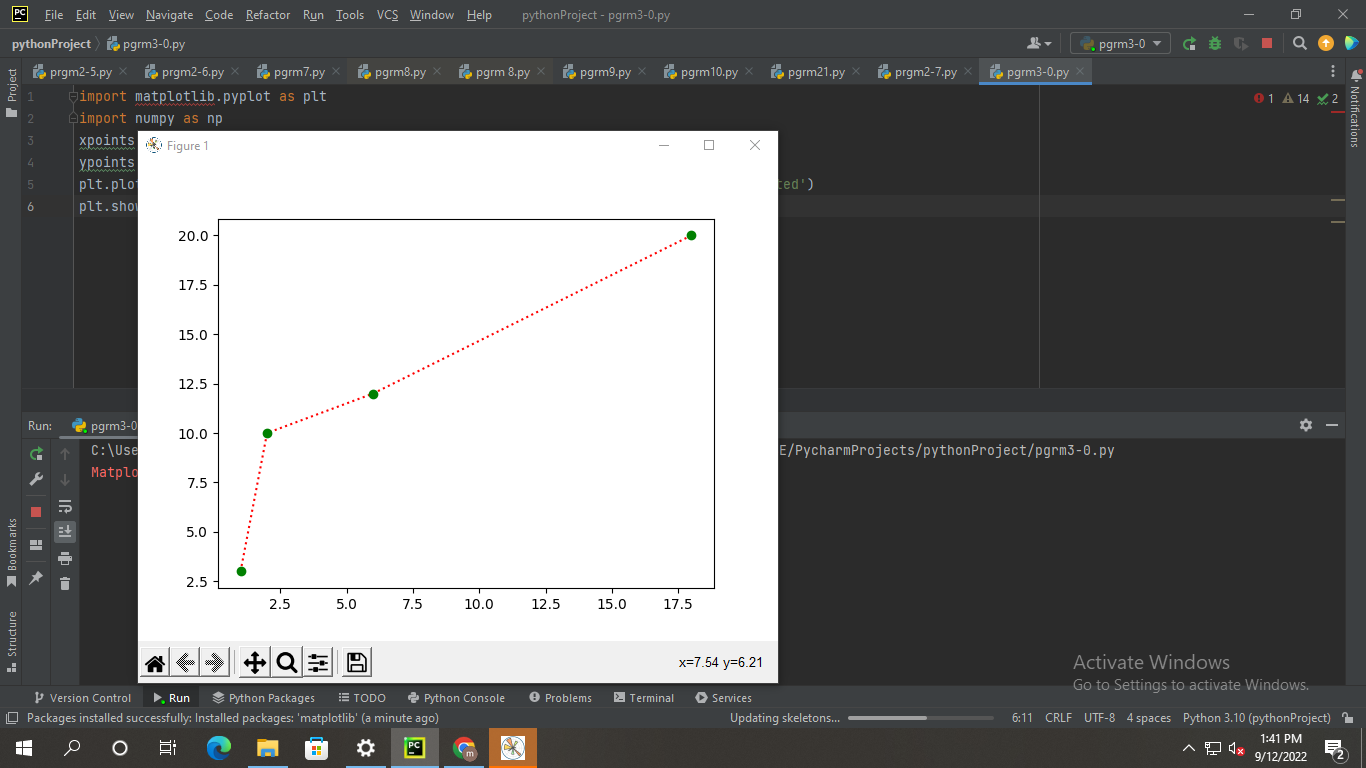 PC File Edit View Navigate Code Refactor Run Tools VCS Window Help pythonProject - pgrm3-0.py
pythonProject pgrm3-0.py pgrm3-0
prgm2-5.py prgm2-6.py prgm7.py pgrm8.py pgrm 8.py pgrm9.py pgrm10.py pgrm21.py prgm2-7.py pgrm3-0.py
Project
Notifications
1 import matplotlib.pyplot as plt
1 14 2
2 import numpy as np
3 xpoints
4 ypoints
5 plt.plot
ted')
6 plt.show
Figure 1
20.0
17.5
15.0
12.5
10.0
7.5
5.0
2.5
2.5 5.0 7.5 10.0 12.5 15.0 17.5
x=7.54 y=6.21
Run: pgrm3-0
C:\Use
E/PycharmProjects/pythonProject/pgrm3-0.py
Matplo
Bookmarks
Structure
Activate Windows
Go to Settings to activate Windows.
Version Control Run Python Packages TODO Python Console Problems Terminal Services
Packages installed successfully: Installed packages: 'matplotlib' (a minute ago) Updating skeletons... 6:11 CRLF UTF-8 4 spaces Python 3.10 (pythonProject)
PC m
1:41 PM
9/12/2022
2